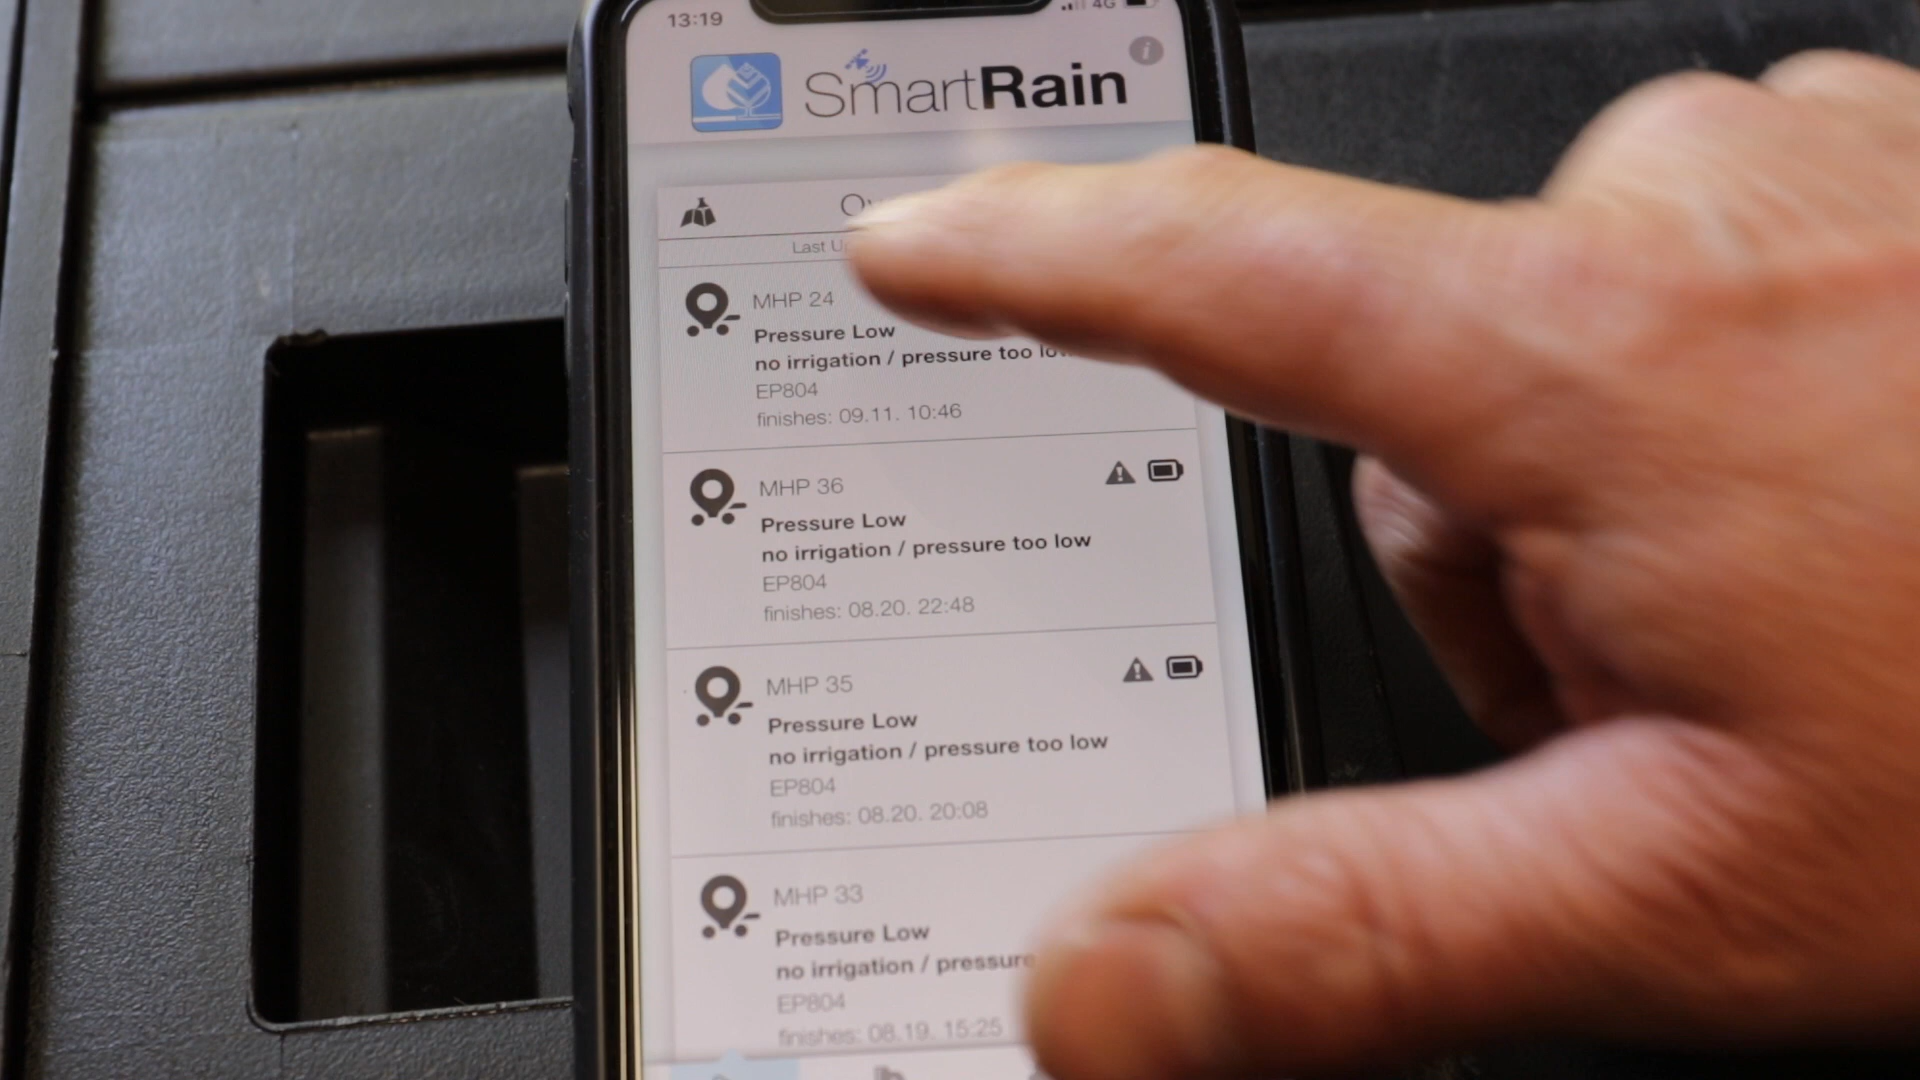 13:19 4G
SmartRain
i
Last
MHP 24
Pressure Low
no irrigation / pressure too
EP804
finishes: 09.11. 10:46
MHP 36
Pressure Low
no irrigation / pressure too low
EP804
finishes: 08.20. 22:48
MHP 35
Pressure Low
no irrigation / pressure too low
EP804
finishes: 08.20. 20:08
MHP 33
Pressure Low
no irrigation / pressure
EP804
finishes: 08.19. 15:25